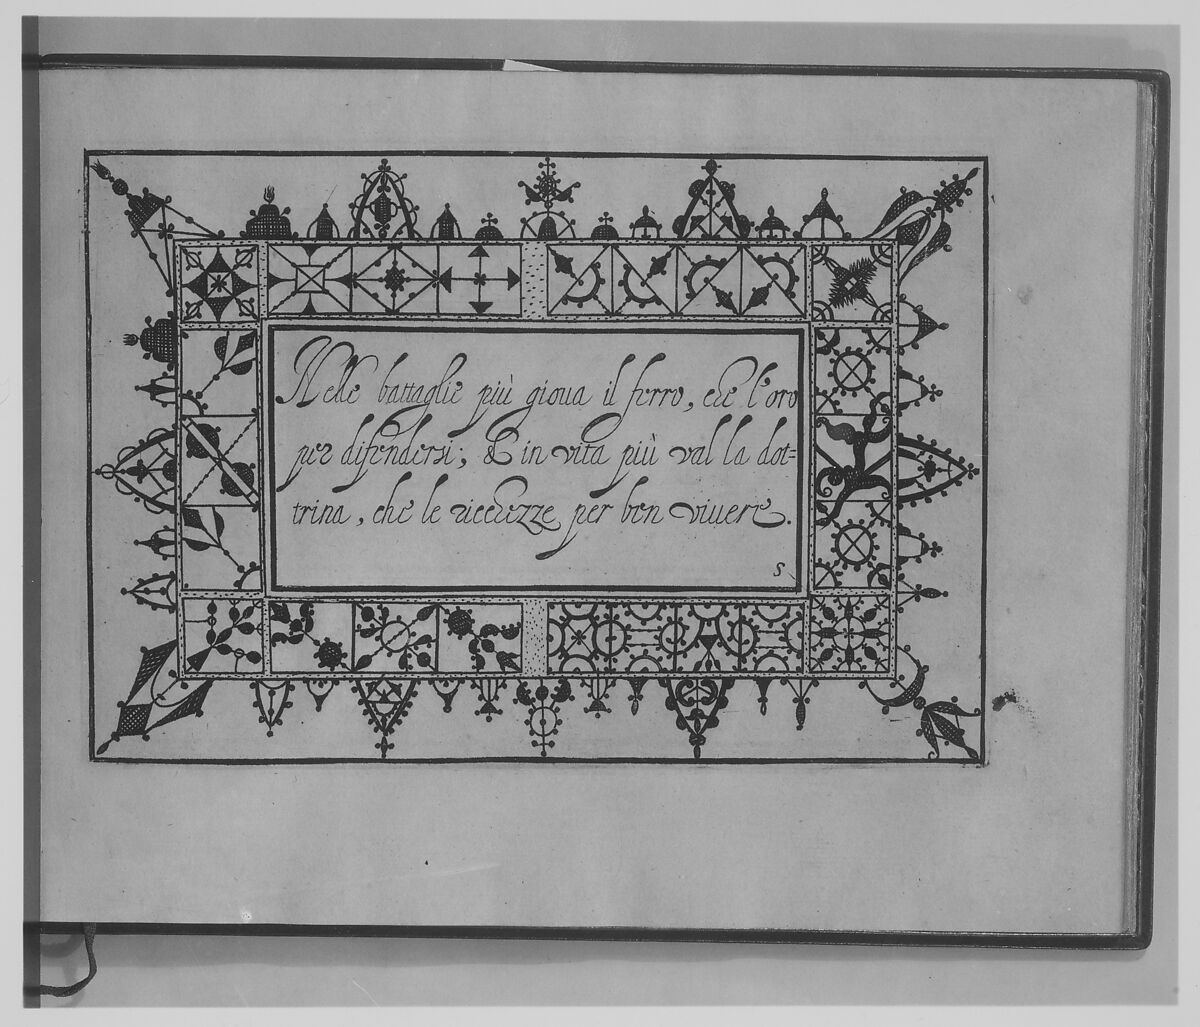 Nelle battaglie più gioua il ferro, che l'oro
per difendersi; & in vita più val la dot=
trina, che le ricchezze per ben viuere.
S